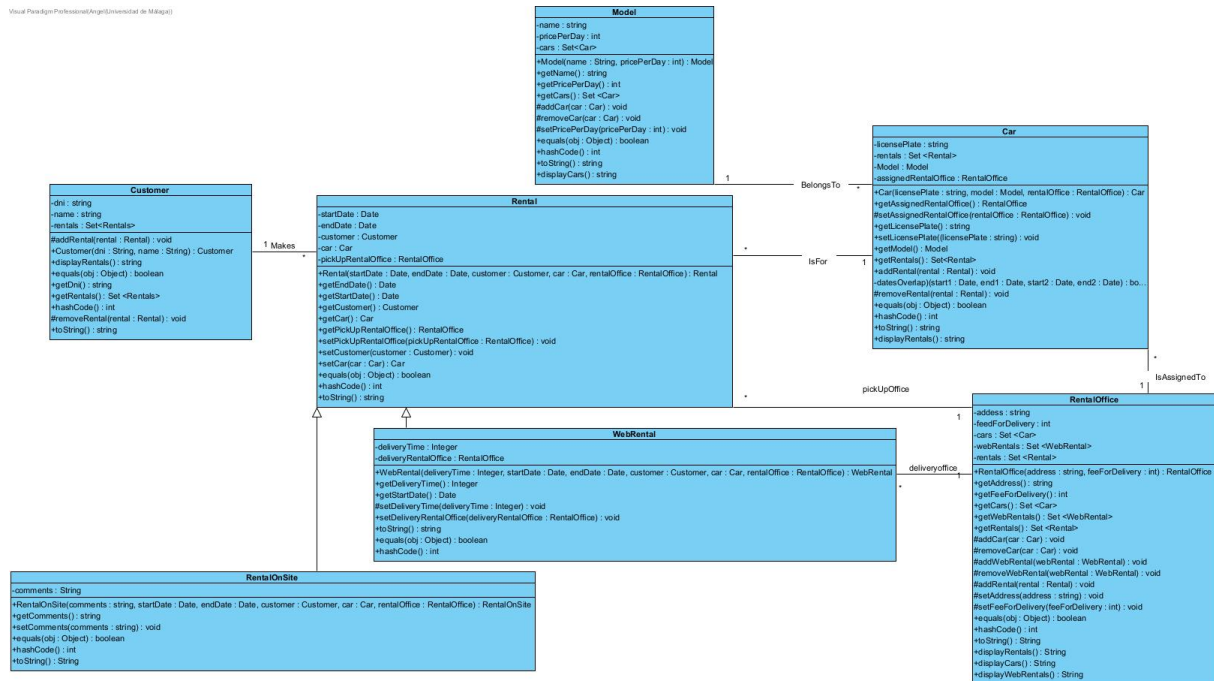 Visual Paradigm Professional(Angel(Universidad de Málaga))
Model
-name : string
-pricePerDay : int
-cars : Set<Car>
+Model(name : String, pricePerDay : int) : Model
+getName() : string
+getPricePerDay() : int
+getCars() : Set <Car>
#addCar(car : Car) : void
#removeCar(car : Car) : void
#setPricePerDay(pricePerDay : int) : void
+equals(obj : Object) : boolean
+hashCode() : int
+toString() : string
+displayCars() : string
1
BelongsTo
*
Car
-licensePlate : string
-rentals : Set <Rental>
-Model : Model
-assignedRentalOffice : RentalOffice
+Car(licensePlate : string, model : Model, rentalOffice : RentalOffice) : Car
+getAssignedRentalOffice() : RentalOffice
#setAssignedRentalOffice(rentalOffice : RentalOffice) : void
+getLicensePlate() : string
+setLicensePlate((licensePlate : string) : void
+getModel() : Model
+getRentals() : Set<Rental>
+addRental(rental : Rental) : void
-datesOverlap)(start1 : Date, end1 : Date, start2 : Date, end2 : Date) : bo...
#removeRental(rental : Rental) : void
+equals(obj : Object) : boolean
+hashCode() : int
+toString() : string
+displayRentals() : string
Customer
-dni : string
-name : string
-rentals : Set<Rentals>
#addRental(rental : Rental) : void
+Customer(dni : String, name : String) : Customer
+displayRentals() : string
+equals(obj : Object) : boolean
+getDni() : string
+getRentals() : Set <Rentals>
+hashCode() : int
#removeRental(rental : Rental) : void
+toString() : string
1 Makes
*
Rental
-startDate : Date
-endDate : Date
-customer : Customer
-car : Car
-pickUpRentalOffice : RentalOffice
+Rental(startDate : Date, endDate : Date, customer : Customer, car : Car, rentalOffice : RentalOffice) : Rental
+getEndDate() : Date
+getStartDate() : Date
+getCustomer() : Customer
+getCar() : Car
+getPickUpRentalOffice() : RentalOffice
+setPickUpRentalOffice(pickUpRentalOffice : RentalOffice) : void
+setCustomer(customer : Customer) : void
+setCar(car : Car) : Car
+equals(obj : Object) : boolean
+hashCode() : int
+toString() : string
*
IsFor
1
*
IsAssignedTo
1
pickUpOffice
*
1
RentalOffice
-addess : string
-feedForDelivery : int
-cars : Set <Car>
-webRentals : Set <WebRental>
-rentals : Set <Rental>
+RentalOffice(address : string, feeForDelivery : int) : RentalOffice
+getAddress() : string
+getFeeForDelivery() : int
+getCars() : Set <Car>
+getWebRentals() : Set <WebRental>
+getRentals() : Set <Rental>
#addCar(car : Car) : void
#removeCar(car : Car) : void
#addWebRental(webRental : WebRental) : void
#removeWebRental(webRental : WebRental) : void
#addRental(rental : Rental) : void
#setAddress(address : string) : void
#setFeeForDelivery(feeForDelivery : int) : void
+equals(obj : Object) : boolean
+hashCode() : int
+toString() : String
+displayRentals() : String
+displayCars() : String
+displayWebRentals() : String
WebRental
-deliveryTime : Integer
-deliveryRentalOffice : RentalOffice
+WebRental(deliveryTime : Integer, startDate : Date, endDate : Date, customer : Customer, car : Car, rentalOffice : RentalOffice) : WebRental
+getDeliveryTime() : Integer
+getStartDate() : Date
#setDeliveryTime(deliveryTime : Integer) : void
+setDeliveryRentalOffice(deliveryRentalOffice : RentalOffice) : void
+toString() : string
+equals(obj : Object) : boolean
+hashCode() : int
deliveryoffice
1
*
RentalOnSite
-comments : String
+RentalOnSite(comments : string, startDate : Date, endDate : Date, customer : Customer, car : Car, rentalOffice : RentalOffice) : RentalOnSite
+getComments() : string
+setComments(comments : string) : void
+equals(obj : Object) : boolean
+hashCode() : int
+toString() : String